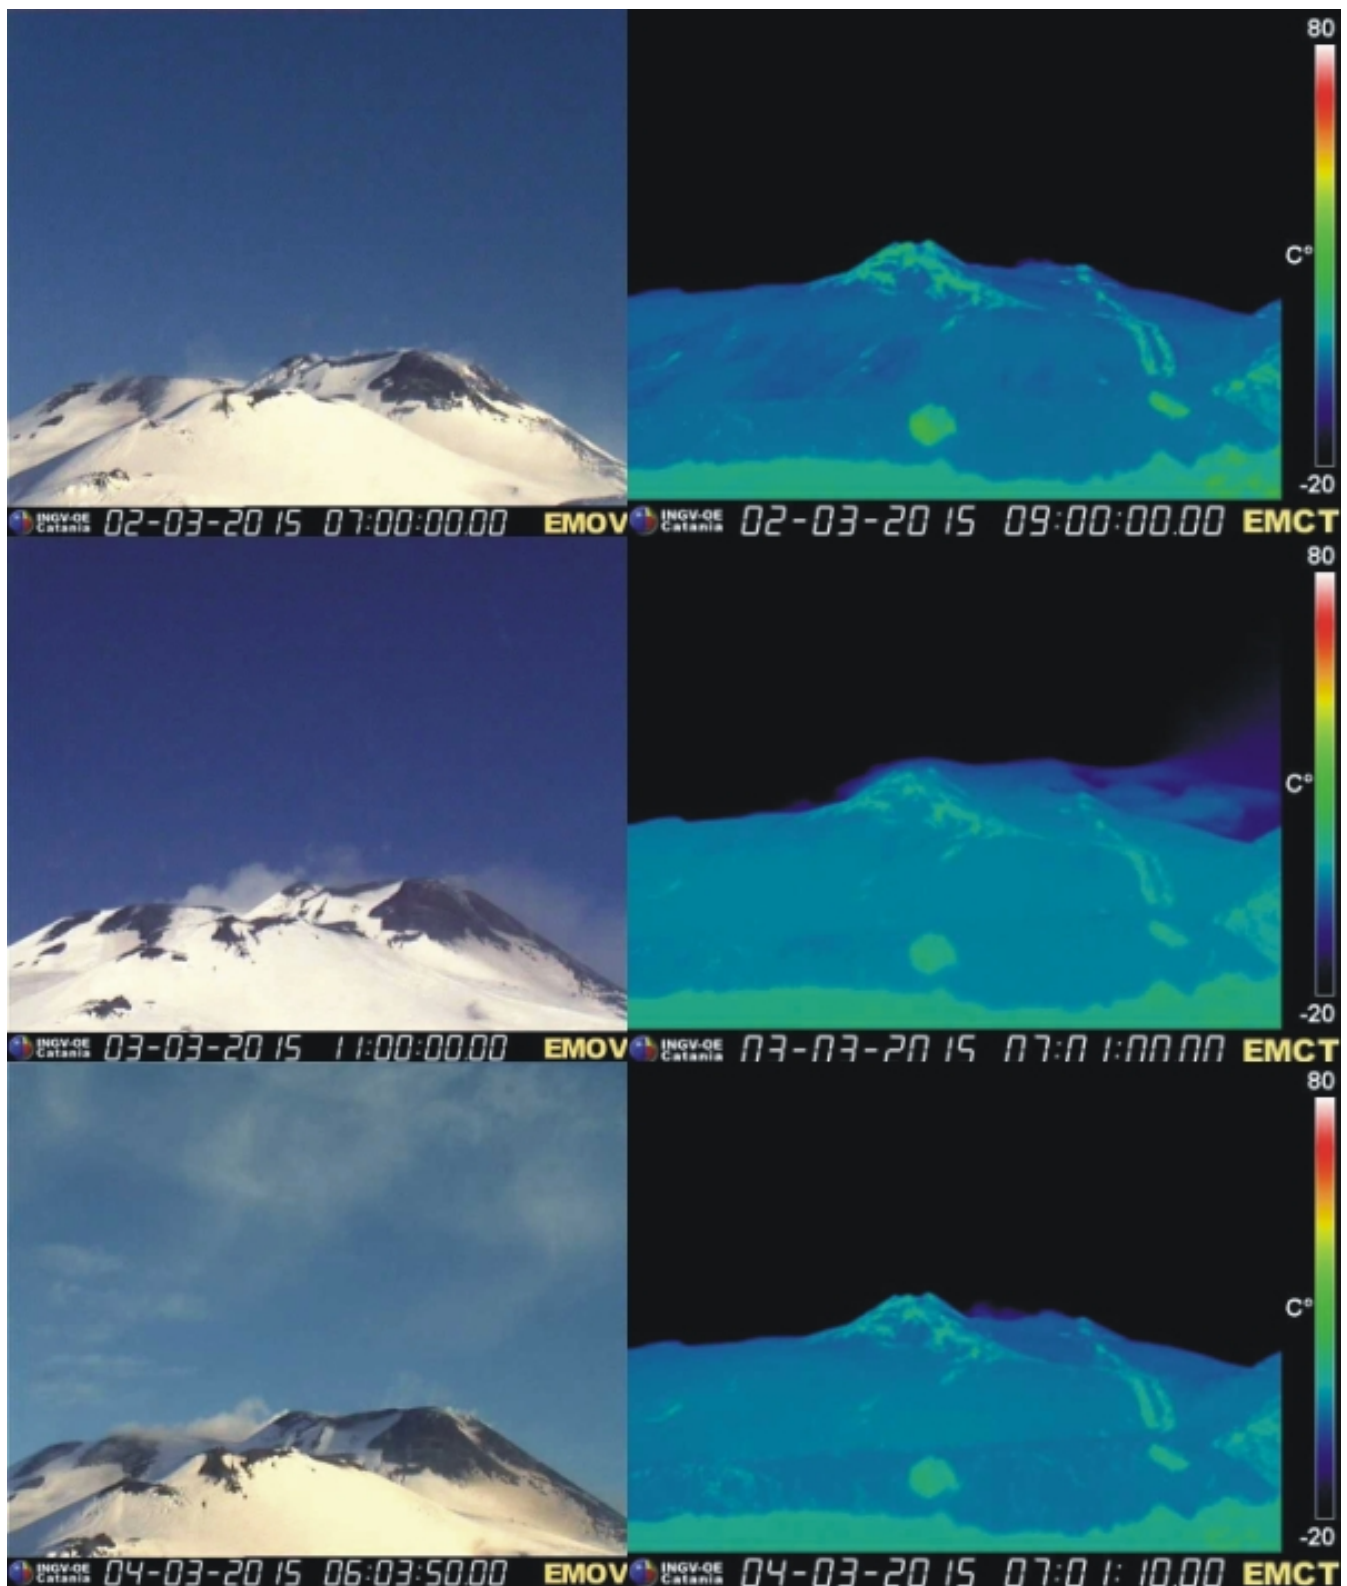 80
C°
-20
INGV-OE Catania 02-03-2015 07:00:00.00 EMOV
INGV-OE Catania 02-03-2015 09:00:00.00 EMCT
80
C°
-20
INGV-OE Catania 03-03-2015 11:00:00.00 EMOV
INGV-OE Catania 03-03-2015 07:01:00.00 EMCT
80
C°
-20
INGV-OE Catania 04-03-2015 06:03:50.00 EMOV
INGV-OE Catania 04-03-2015 07:01:10.00 EMCT